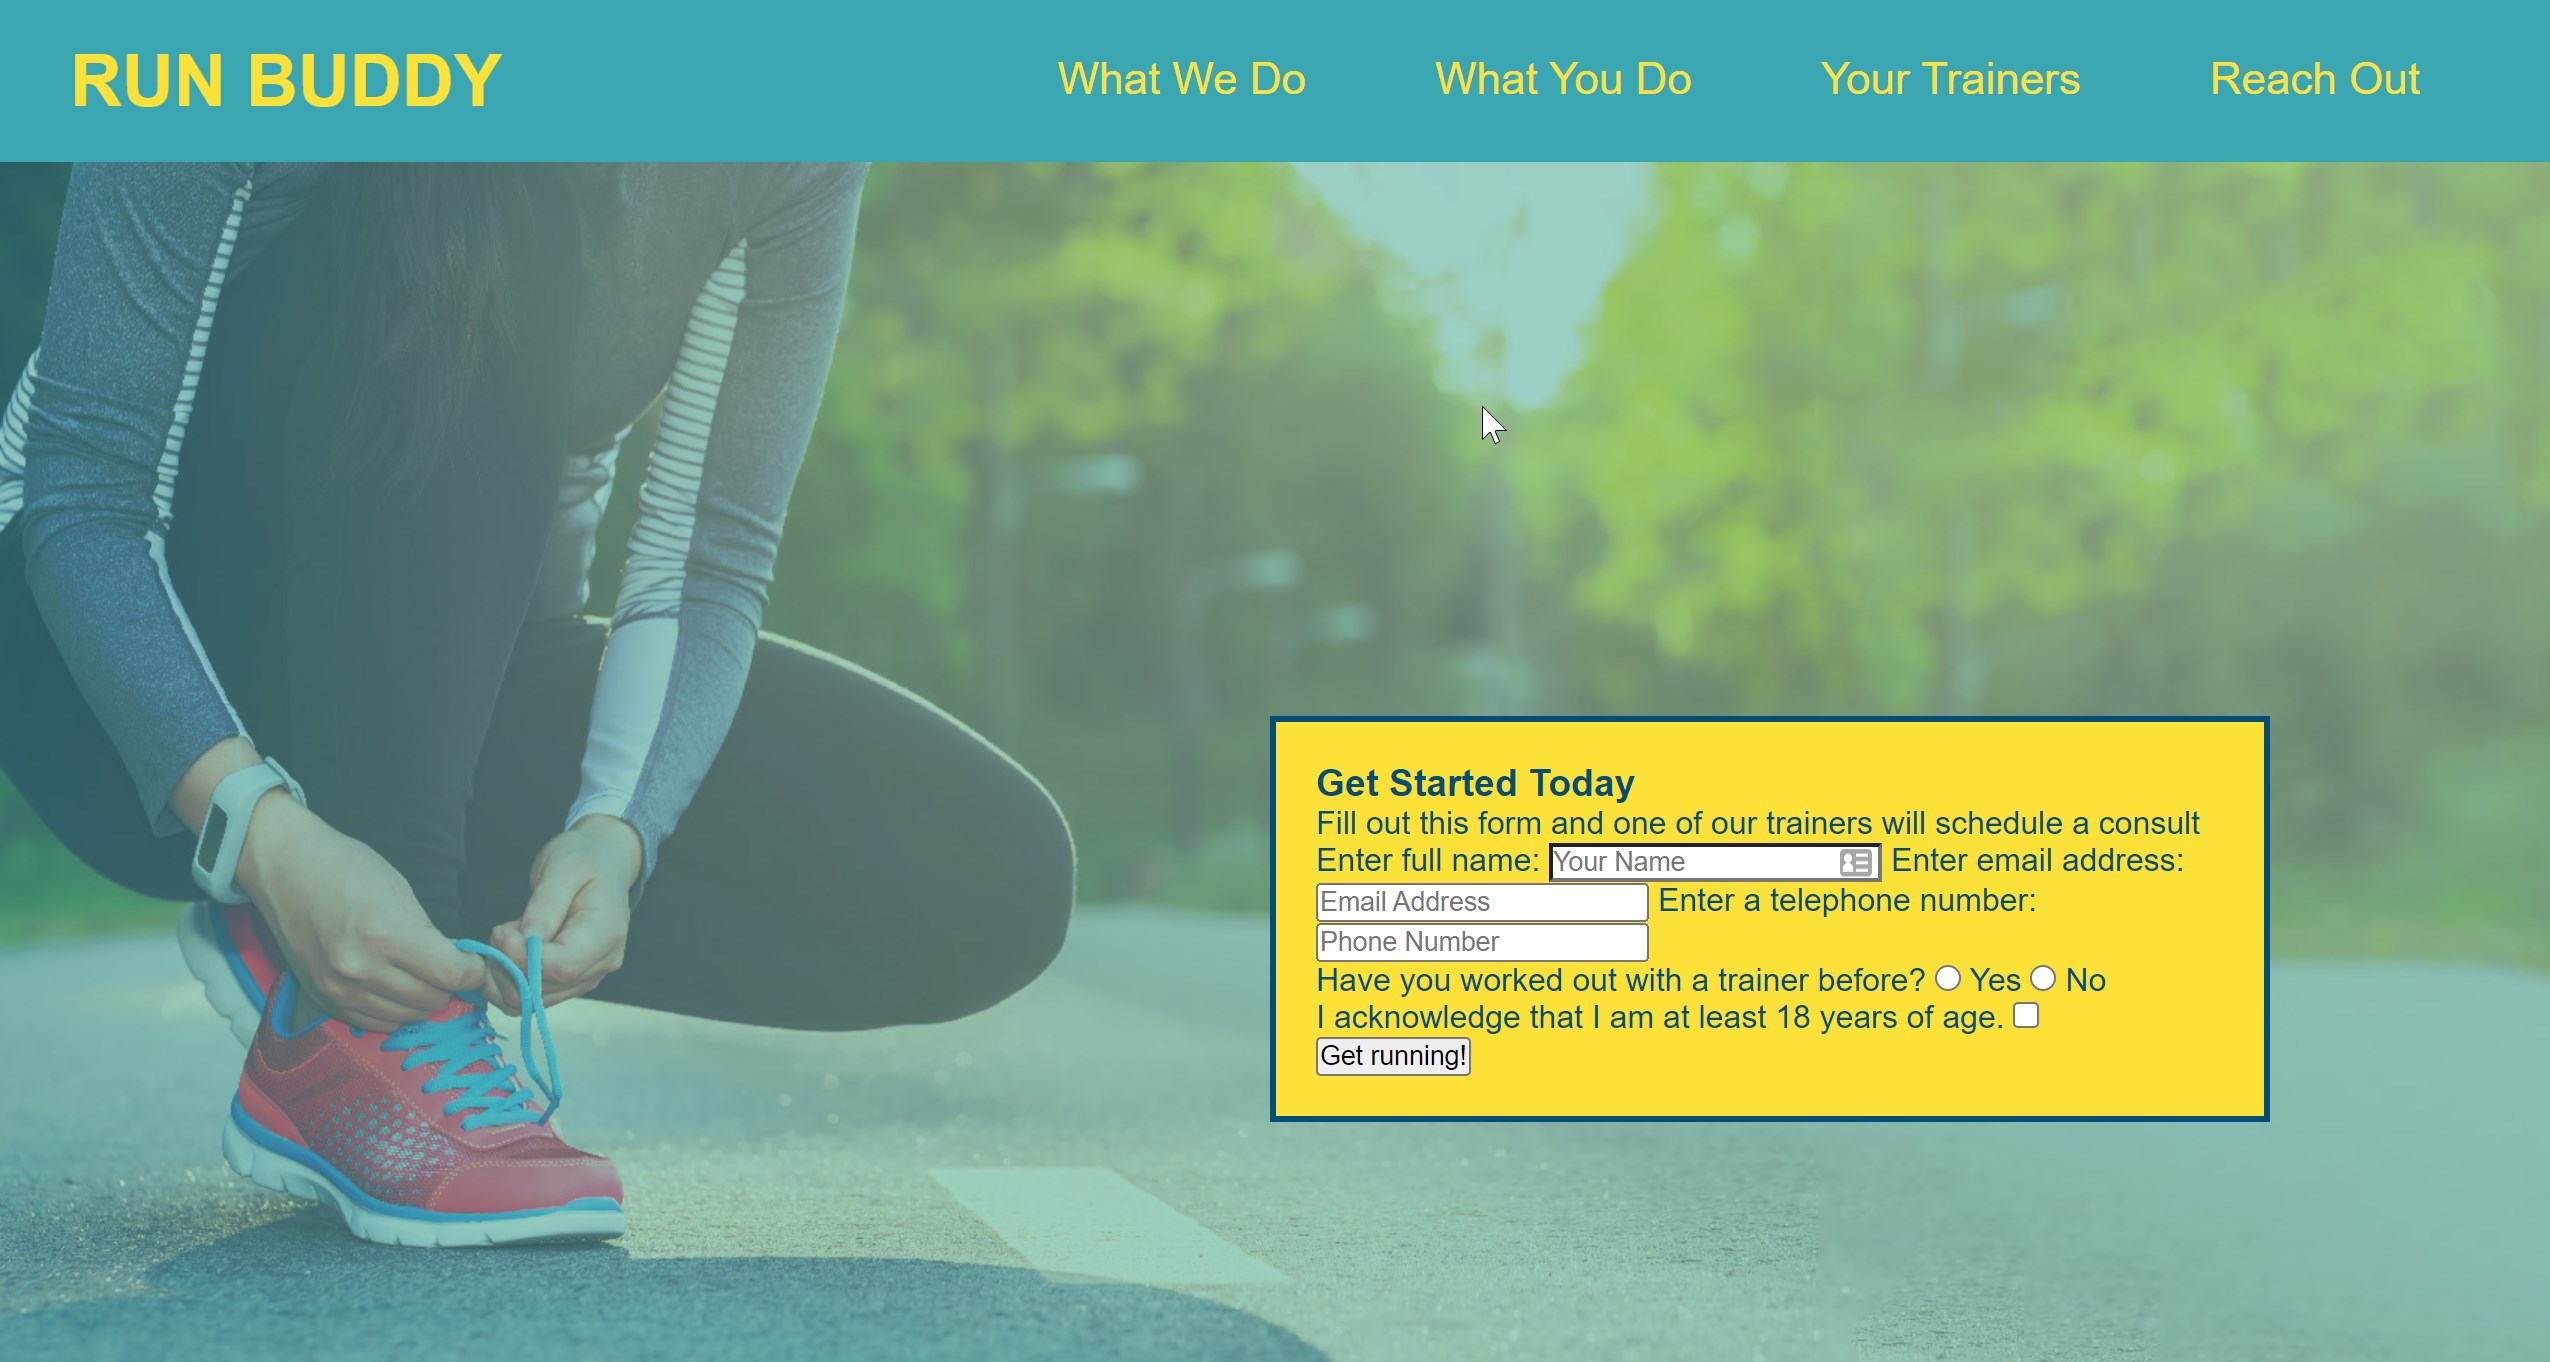 RUN BUDDY
What We Do What You Do Your Trainers Reach Out
Get Started Today
Fill out this form and one of our trainers will schedule a consult
Enter full name: Your Name Enter email address:
Email Address Enter a telephone number:
Phone Number
Have you worked out with a trainer before? Yes No
I acknowledge that I am at least 18 years of age.
Get running!